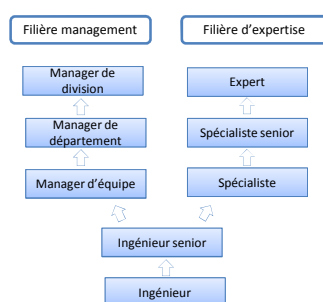 Filière management
Filière d'expertise
Manager de
division
Expert
Manager de
département
Spécialiste senior
Manager d'équipe
Spécialiste
Ingénieur senior
Ingénieur